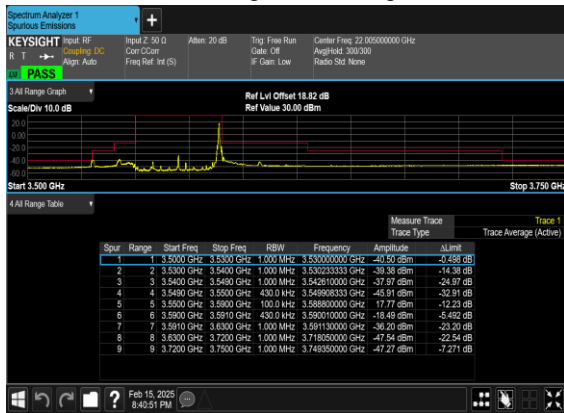 Spectrum Analyzer 1
Spurious Emissions
KEYSIGHT Input: RF Input Z: 50 Ω Atten: 20 dB Trig: Free Run Center Freq: 22.005000000 GHz
R T Coupling: DC Corr CCorr Gate: Off Avg|Hold: 300/300
Align: Auto Freq Ref: Int (S) IF Gain: Low Radio Std: None
PASS
3 All Range Graph
Ref Lvl Offset 18.82 dB
Scale/Div 10.0 dB Ref Value 30.00 dBm
20.0
0.00
-20.0
-40.0
-60.0
Start 3.500 GHz Stop 3.750 GHz
4 All Range Table
Measure Trace Trace 1
Trace Type Trace Average (Active)
Spur Range Start Freq Stop Freq RBW Frequency Amplitude ΔLimit
1 1 3.5000 GHz 3.5300 GHz 1.000 MHz 3.530000000 GHz -40.50 dBm -0.498 dB
2 2 3.5300 GHz 3.5400 GHz 1.000 MHz 3.530233333 GHz -39.38 dBm -14.38 dB
3 3 3.5400 GHz 3.5490 GHz 1.000 MHz 3.542610000 GHz -37.97 dBm -24.97 dB
4 4 3.5490 GHz 3.5500 GHz 430.0 kHz 3.549908333 GHz -45.91 dBm -32.91 dB
5 5 3.5500 GHz 3.5900 GHz 100.0 kHz 3.588800000 GHz 17.77 dBm -12.23 dB
6 6 3.5900 GHz 3.5910 GHz 430.0 kHz 3.590010000 GHz -18.49 dBm -5.492 dB
7 7 3.5910 GHz 3.6300 GHz 1.000 MHz 3.591130000 GHz -36.20 dBm -23.20 dB
8 8 3.6300 GHz 3.7200 GHz 1.000 MHz 3.718050000 GHz -47.54 dBm -22.54 dB
9 9 3.7200 GHz 3.7500 GHz 1.000 MHz 3.749350000 GHz -47.27 dBm -7.271 dB
Feb 15, 2025
8:40:51 PM